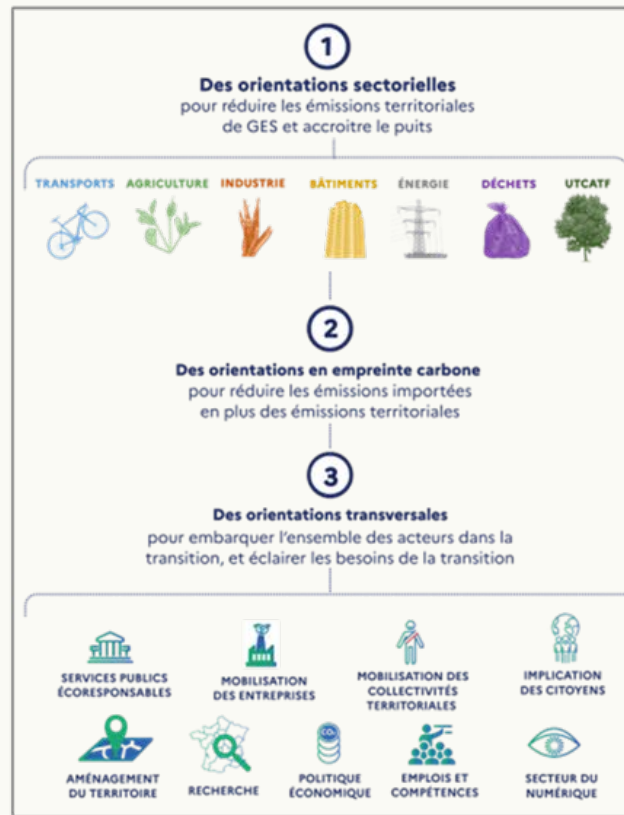 1
Des orientations sectorielles
pour réduire les émissions territoriales
de GES et accroitre le puits
TRANSPORTS AGRICULTURE INDUSTRIE BÂTIMENTS ÉNERGIE DÉCHETS UTCATF
2
Des orientations en empreinte carbone
pour réduire les émissions importées
en plus des émissions territoriales
3
Des orientations transversales
pour embarquer l'ensemble des acteurs dans la
transition, et éclairer les besoins de la transition
SERVICES PUBLICS
ÉCORESPONSABLES
MOBILISATION
DES ENTREPRISES
MOBILISATION DES
COLLECTIVITÉS
TERRITORIALES
IMPLICATION
DES CITOYENS
AMÉNAGEMENT
DU TERRITOIRE
RECHERCHE
CO₂
POLITIQUE
ÉCONOMIQUE
EMPLOIS ET
COMPÉTENCES
SECTEUR DU
NUMÉRIQUE